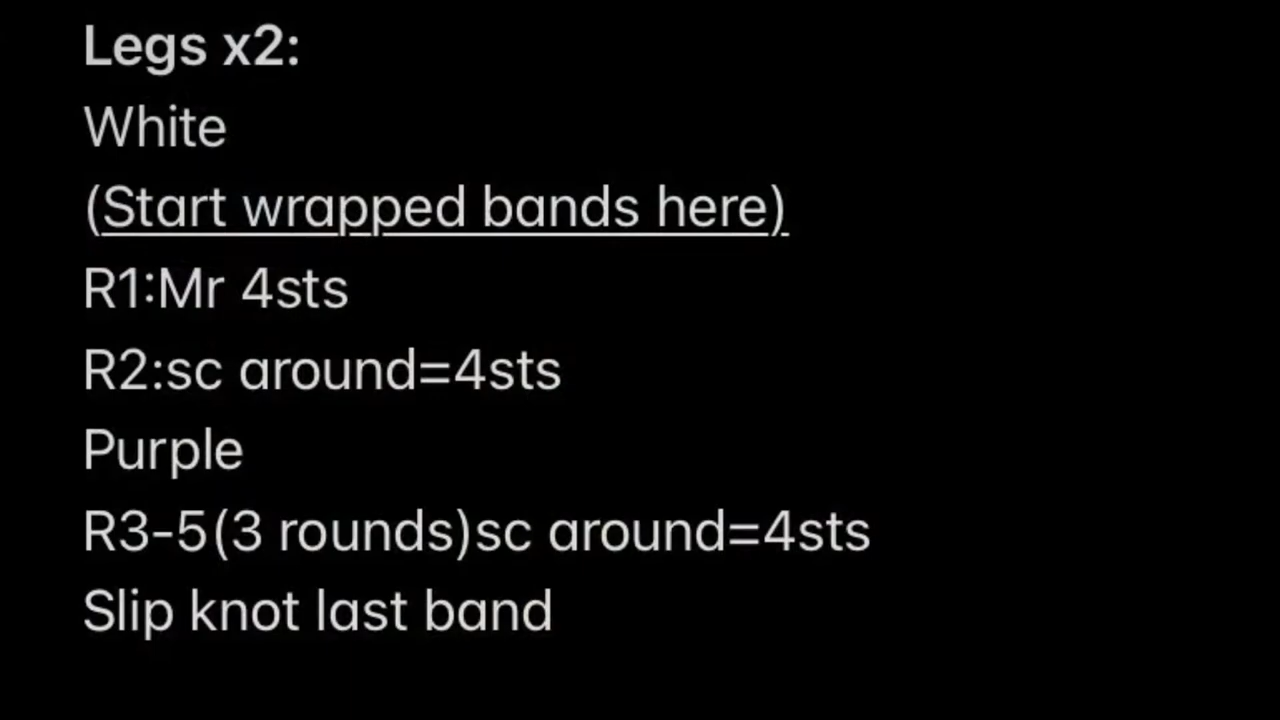 Legs x2:
White
(Start wrapped bands here)
R1:Mr 4sts
R2:sc around=4sts
Purple
R3-5(3 rounds)sc around=4sts
Slip knot last band